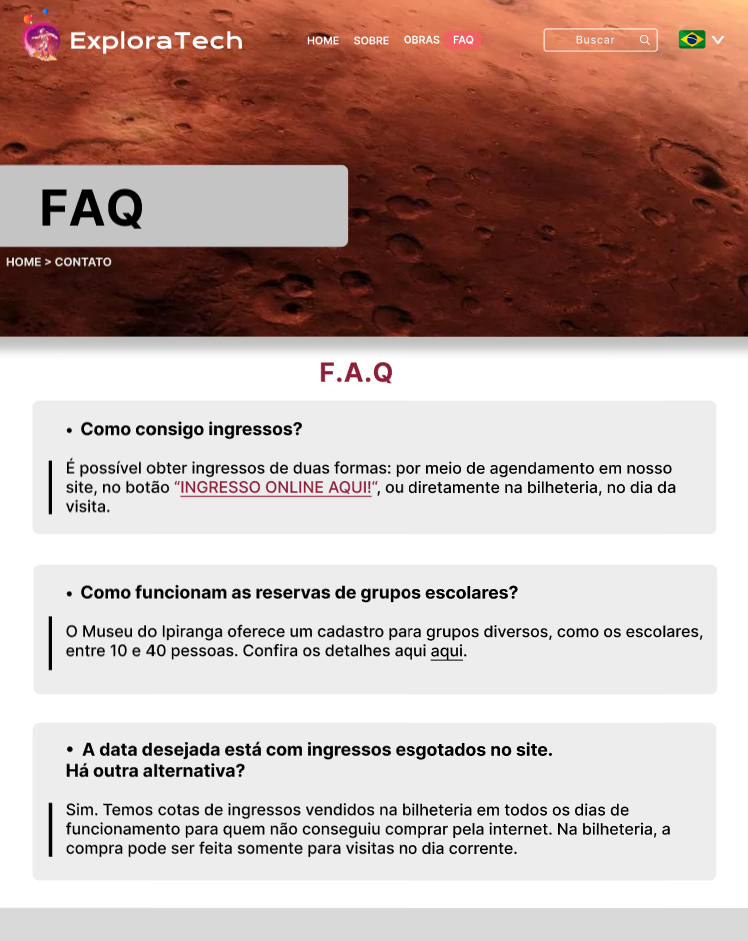 ExploraTech
HOME SOBRE OBRAS FAQ
Buscar
FAQ
HOME > CONTATO
F.A.Q
• Como consigo ingressos?
É possível obter ingressos de duas formas: por meio de agendamento em nosso
site, no botão “INGRESSO ONLINE AQUI!“, ou diretamente na bilheteria, no dia da
visita.
• Como funcionam as reservas de grupos escolares?
O Museu do Ipiranga oferece um cadastro para grupos diversos, como os escolares,
entre 10 e 40 pessoas. Confira os detalhes aqui aqui.
• A data desejada está com ingressos esgotados no site.
Há outra alternativa?
Sim. Temos cotas de ingressos vendidos na bilheteria em todos os dias de
funcionamento para quem não conseguiu comprar pela internet. Na bilheteria, a
compra pode ser feita somente para visitas no dia corrente.